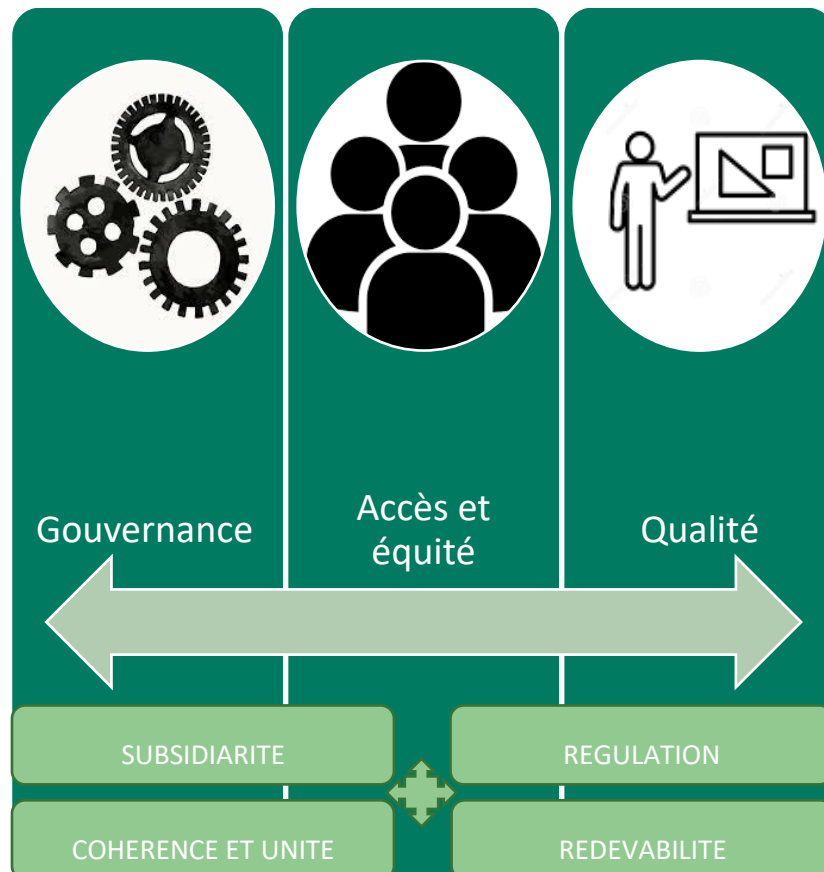 Gouvernance
Accès et
équité
Qualité
SUBSIDIARITE
REGULATION
COHERENCE ET UNITE
REDEVABILITE